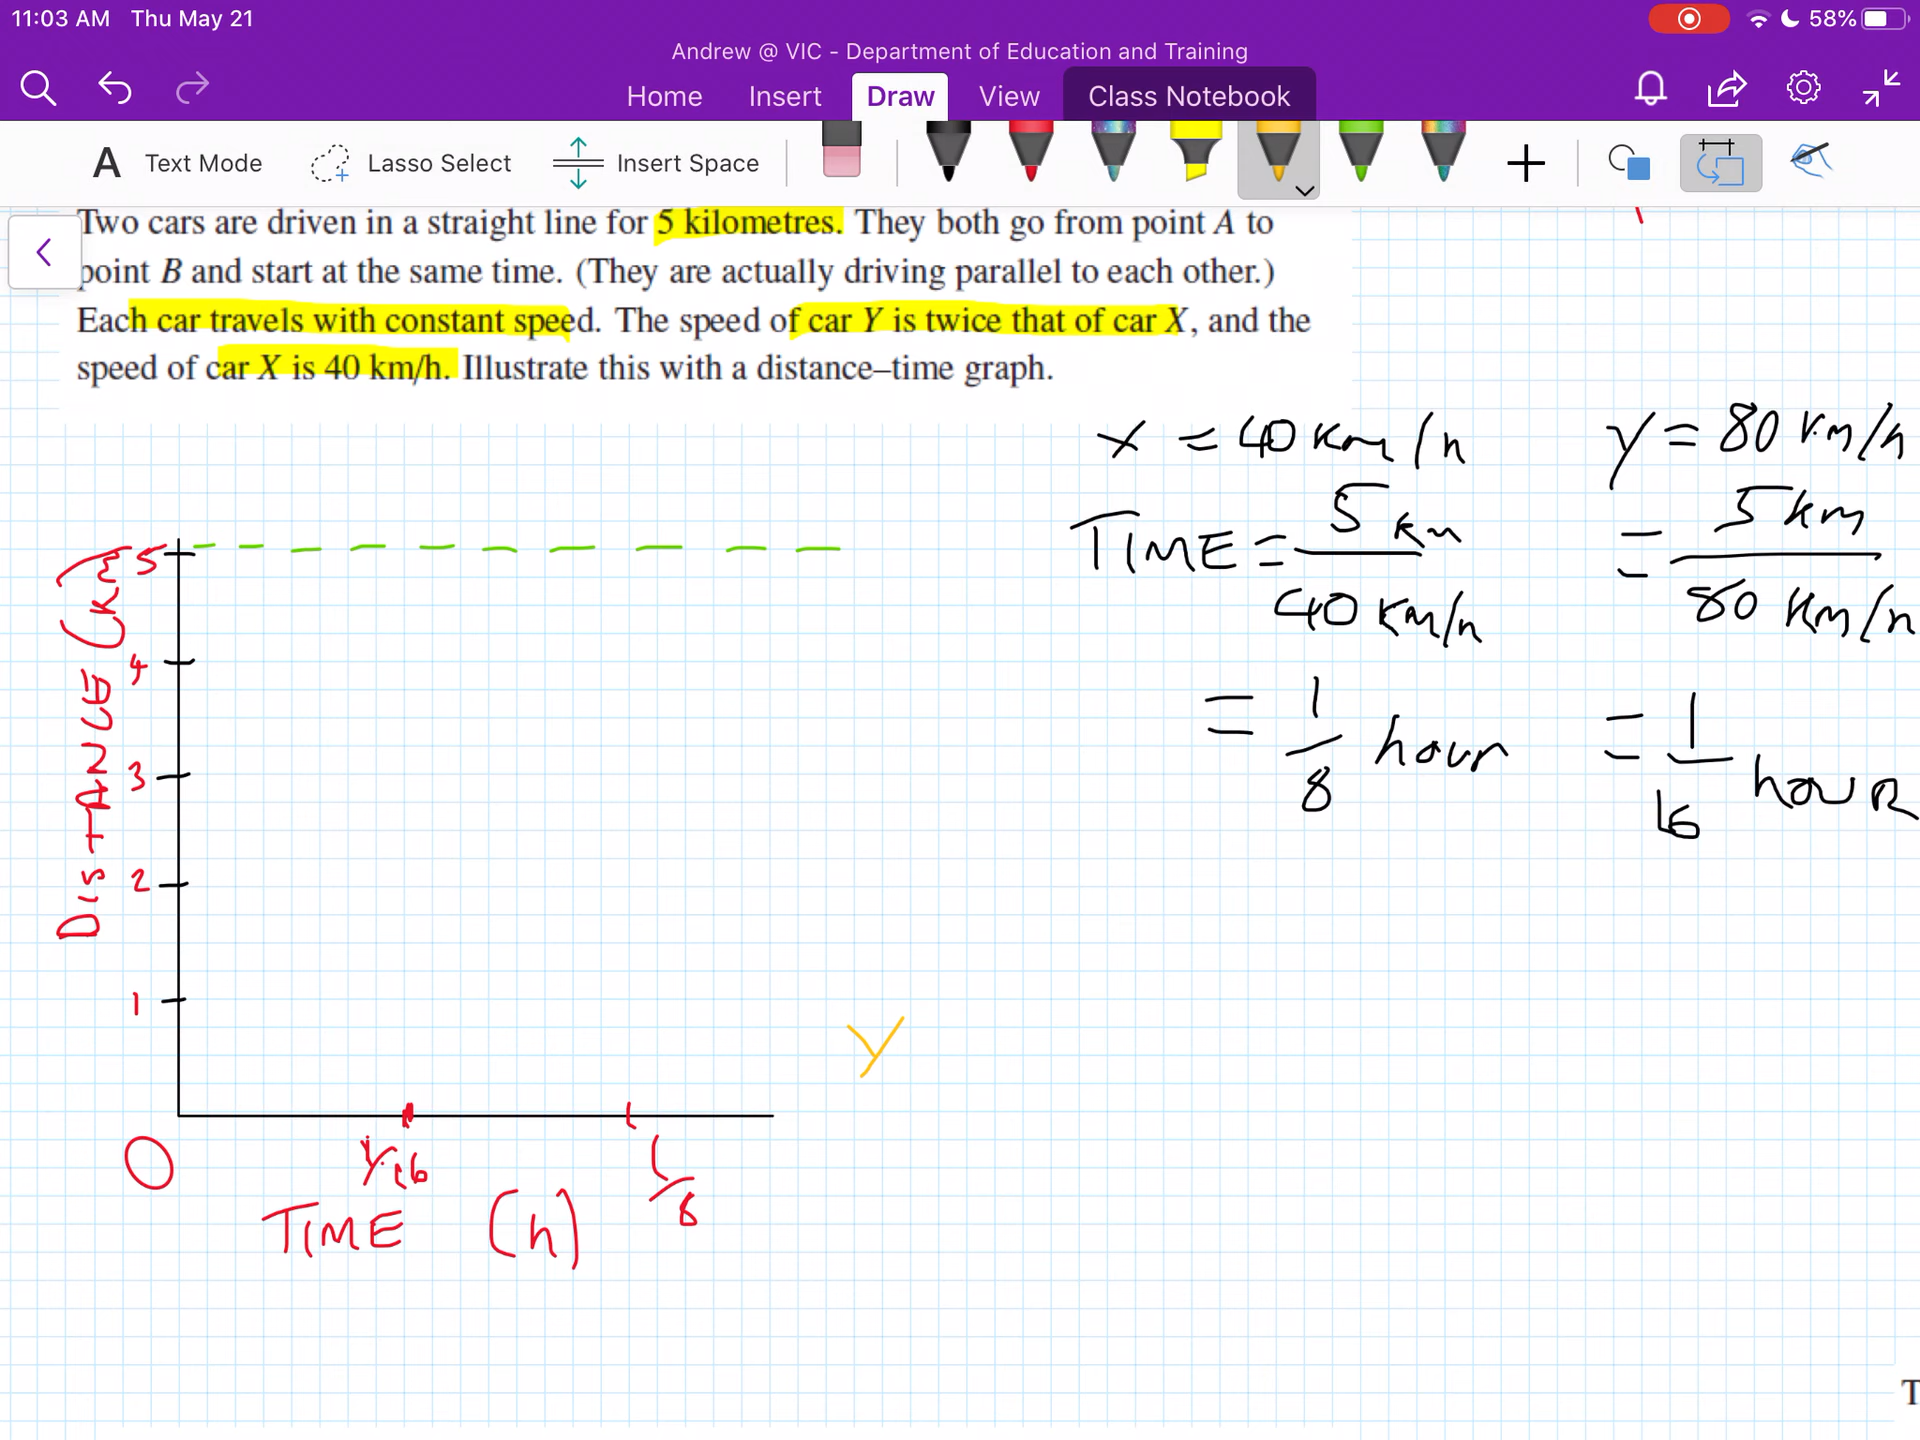 11:03 AM Thu May 21
58%
Andrew @ VIC - Department of Education and Training
Home Insert Draw View Class Notebook
A Text Mode Lasso Select Insert Space
Two cars are driven in a straight line for 5 kilometres. They both go from point A to
point B and start at the same time. (They are actually driving parallel to each other.)
Each car travels with constant speed. The speed of car Y is twice that of car X, and the
speed of car X is 40 km/h. Illustrate this with a distance–time graph.
x = 40 km/h
TIME = 5 km / 40 km/h
= 1/8 hour
y = 80 km/h
= 5 km / 80 km/h
= 1/16 hour
DISTANCE (km)
5
4
3
2
1
Y
0
1/16
1/8
TIME (h)
T